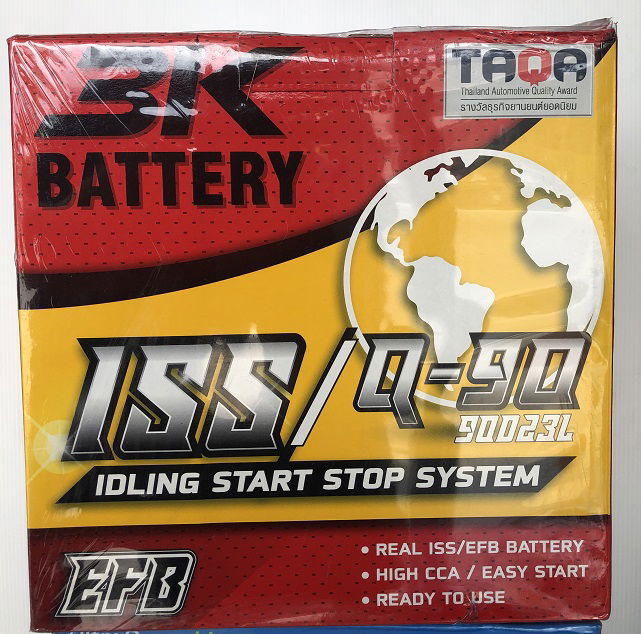 3K
BATTERY
TAQA
Thailand Automotive Quality Award
รางวัลธุรกิจยานยนต์ยอดนิยม
ISS/Q-90
90D23L
IDLING START STOP SYSTEM
EFB
• REAL ISS/EFB BATTERY
• HIGH CCA / EASY START
• READY TO USE